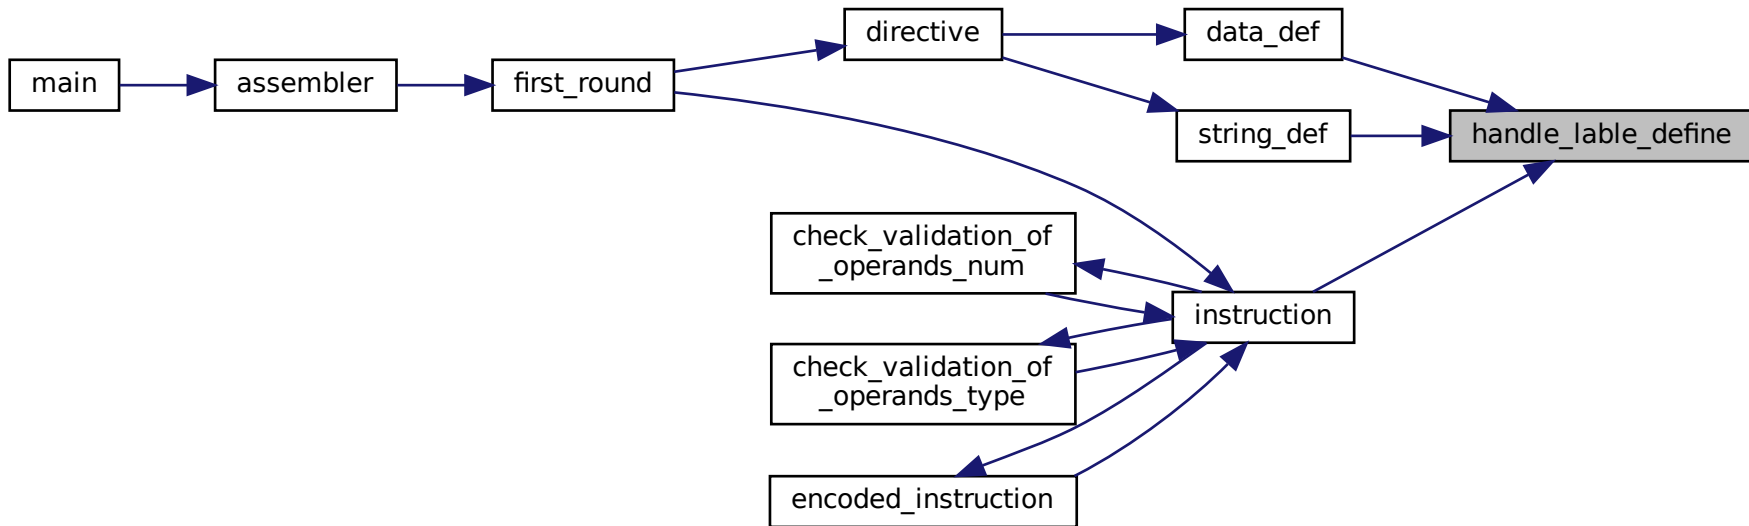 main
assembler
first_round
directive
data_def
string_def
handle_lable_define
check_validation_of
_operands_num
instruction
check_validation_of
_operands_type
encoded_instruction